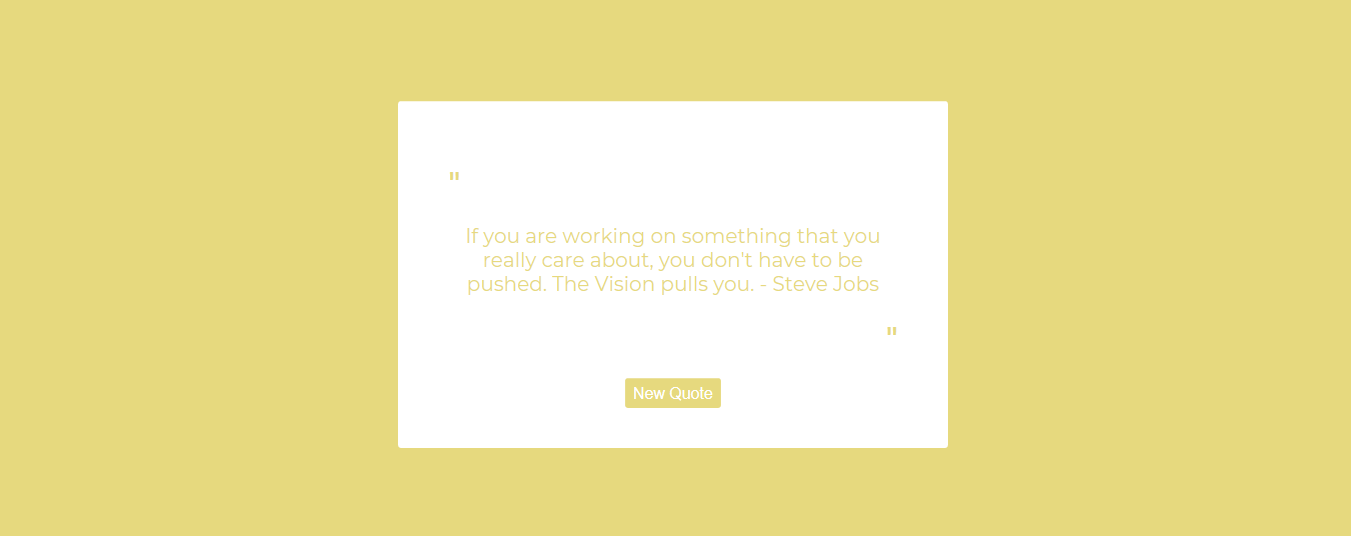 "
If you are working on something that you
really care about, you don't have to be
pushed. The Vision pulls you. - Steve Jobs
"
New Quote